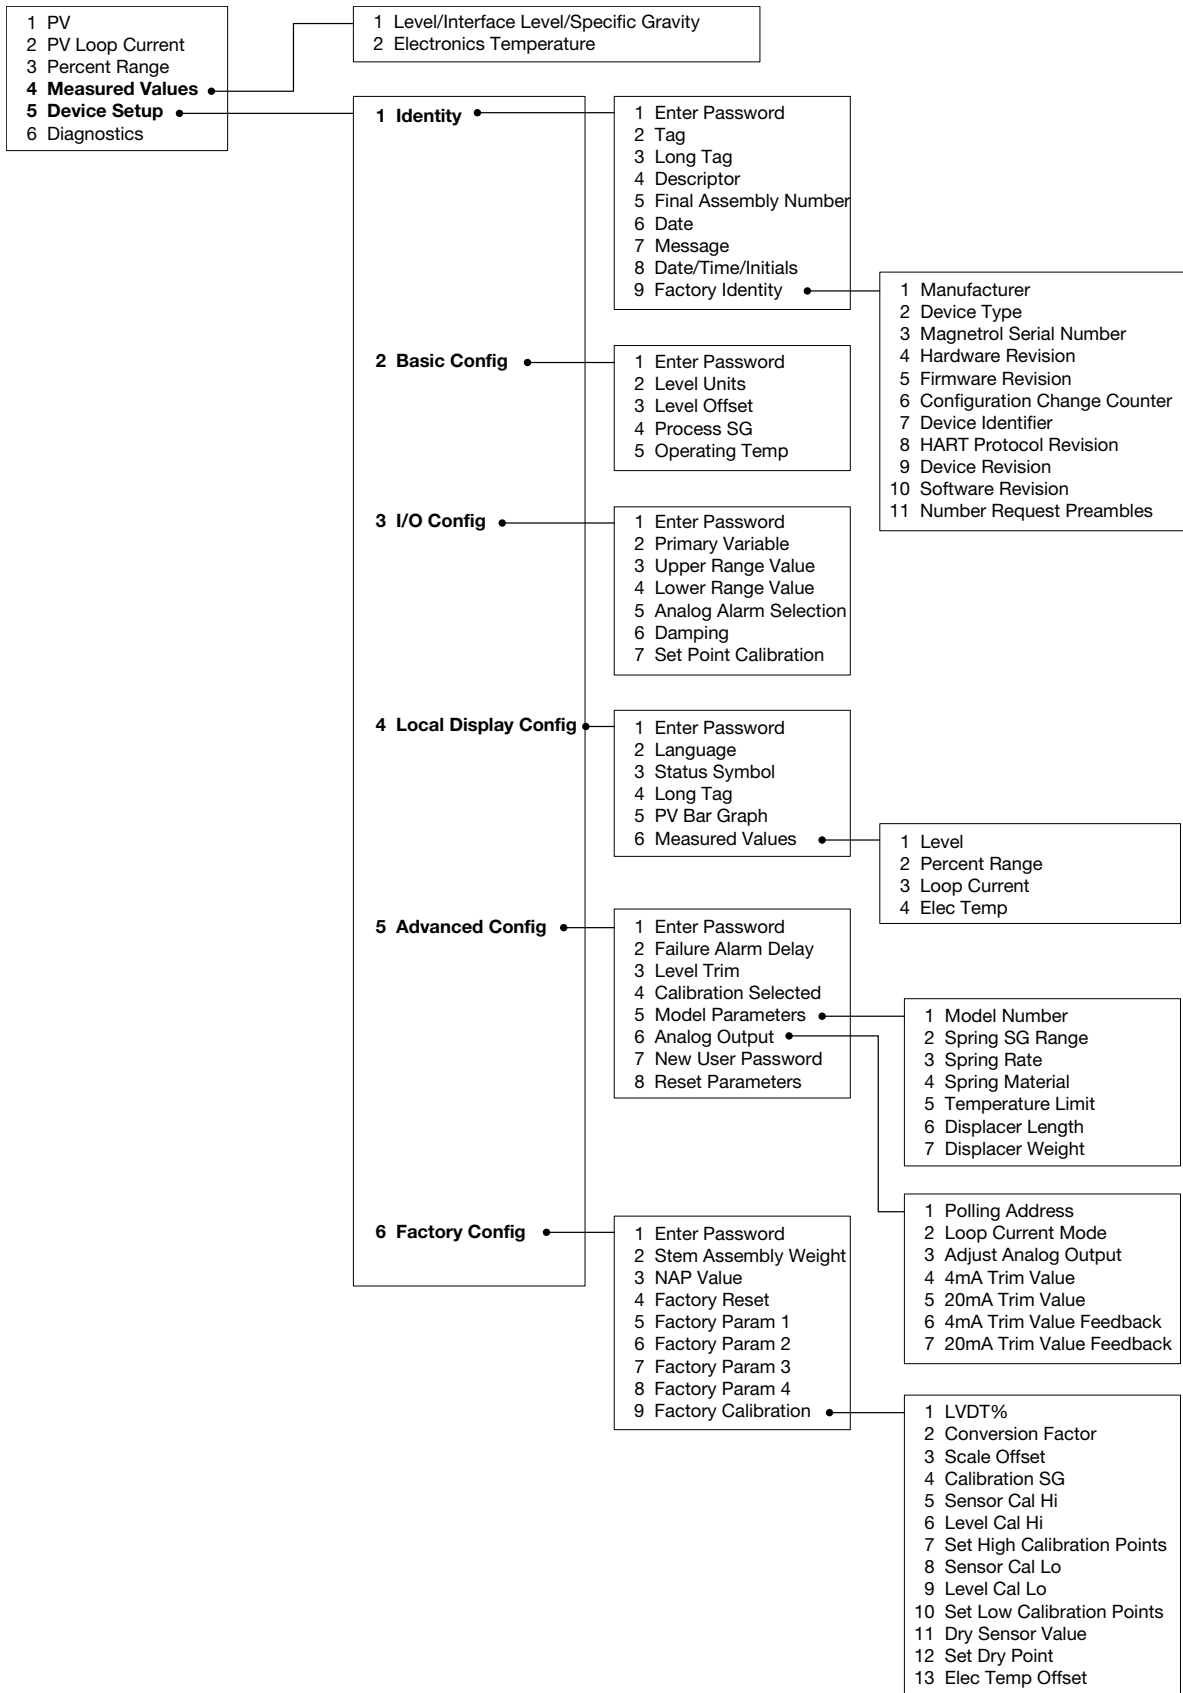 1 PV
2 PV Loop Current
3 Percent Range
4 Measured Values
5 Device Setup
6 Diagnostics
1 Level/Interface Level/Specific Gravity
2 Electronics Temperature
1 Identity
1 Enter Password
2 Tag
3 Long Tag
4 Descriptor
5 Final Assembly Number
6 Date
7 Message
8 Date/Time/Initials
9 Factory Identity
1 Manufacturer
2 Device Type
3 Magnetrol Serial Number
4 Hardware Revision
5 Firmware Revision
6 Configuration Change Counter
7 Device Identifier
8 HART Protocol Revision
9 Device Revision
10 Software Revision
11 Number Request Preambles
2 Basic Config
1 Enter Password
2 Level Units
3 Level Offset
4 Process SG
5 Operating Temp
3 I/O Config
1 Enter Password
2 Primary Variable
3 Upper Range Value
4 Lower Range Value
5 Analog Alarm Selection
6 Damping
7 Set Point Calibration
4 Local Display Config
1 Enter Password
2 Language
3 Status Symbol
4 Long Tag
5 PV Bar Graph
6 Measured Values
1 Level
2 Percent Range
3 Loop Current
4 Elec Temp
5 Advanced Config
1 Enter Password
2 Failure Alarm Delay
3 Level Trim
4 Calibration Selected
5 Model Parameters
6 Analog Output
7 New User Password
8 Reset Parameters
1 Model Number
2 Spring SG Range
3 Spring Rate
4 Spring Material
5 Temperature Limit
6 Displacer Length
7 Displacer Weight
1 Polling Address
2 Loop Current Mode
3 Adjust Analog Output
4 4mA Trim Value
5 20mA Trim Value
6 4mA Trim Value Feedback
7 20mA Trim Value Feedback
6 Factory Config
1 Enter Password
2 Stem Assembly Weight
3 NAP Value
4 Factory Reset
5 Factory Param 1
6 Factory Param 2
7 Factory Param 3
8 Factory Param 4
9 Factory Calibration
1 LVDT%
2 Conversion Factor
3 Scale Offset
4 Calibration SG
5 Sensor Cal Hi
6 Level Cal Hi
7 Set High Calibration Points
8 Sensor Cal Lo
9 Level Cal Lo
10 Set Low Calibration Points
11 Dry Sensor Value
12 Set Dry Point
13 Elec Temp Offset